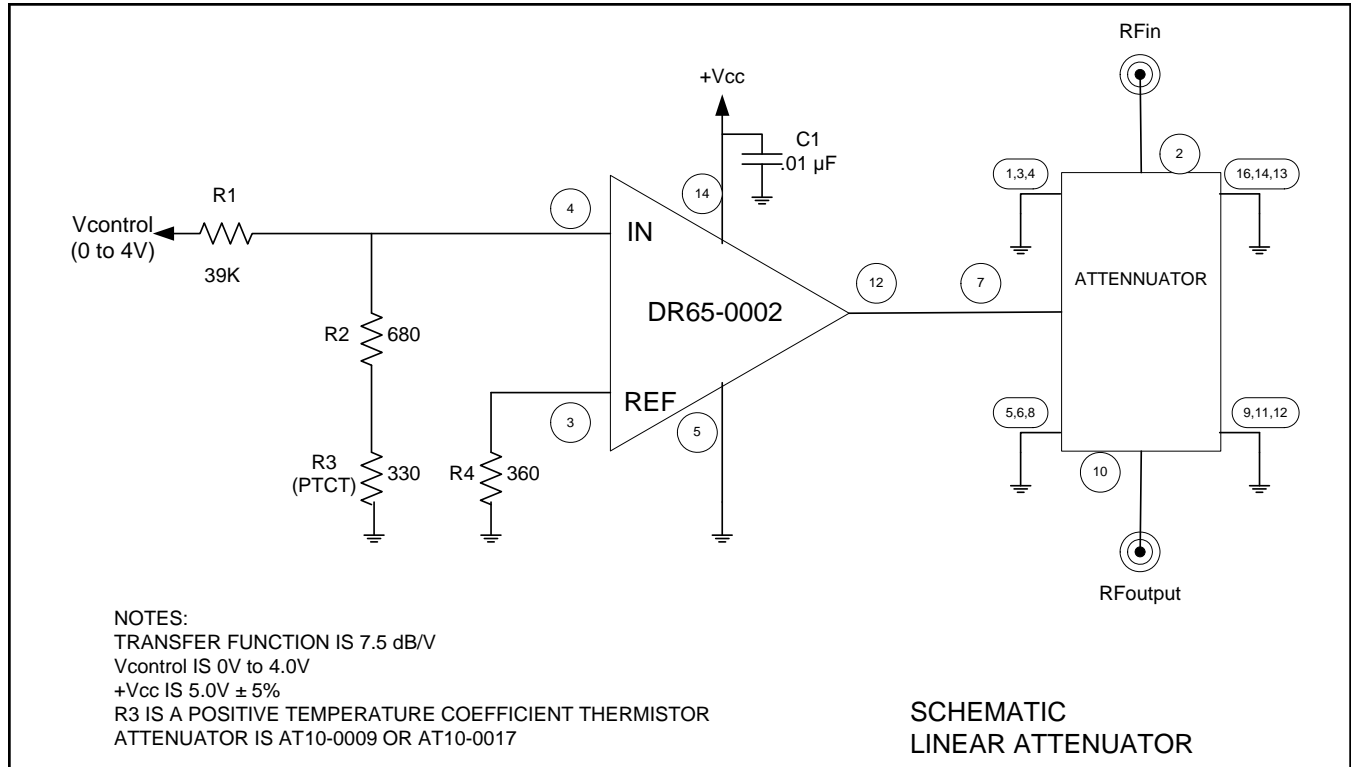 RFin
+Vcc
C1
.01 µF
2
1,3,4
16,14,13
14
R1
4
Vcontrol
(0 to 4V)
IN
39K
12
7
ATTENNUATOR
DR65-0002
R2
680
REF
3
5
5,6,8
9,11,12
R3
(PTCT)
330
R4
360
10
RFoutput
NOTES:
TRANSFER FUNCTION IS 7.5 dB/V
Vcontrol IS 0V to 4.0V
+Vcc IS 5.0V ± 5%
R3 IS A POSITIVE TEMPERATURE COEFFICIENT THERMISTOR
ATTENUATOR IS AT10-0009 OR AT10-0017
SCHEMATIC
LINEAR ATTENUATOR